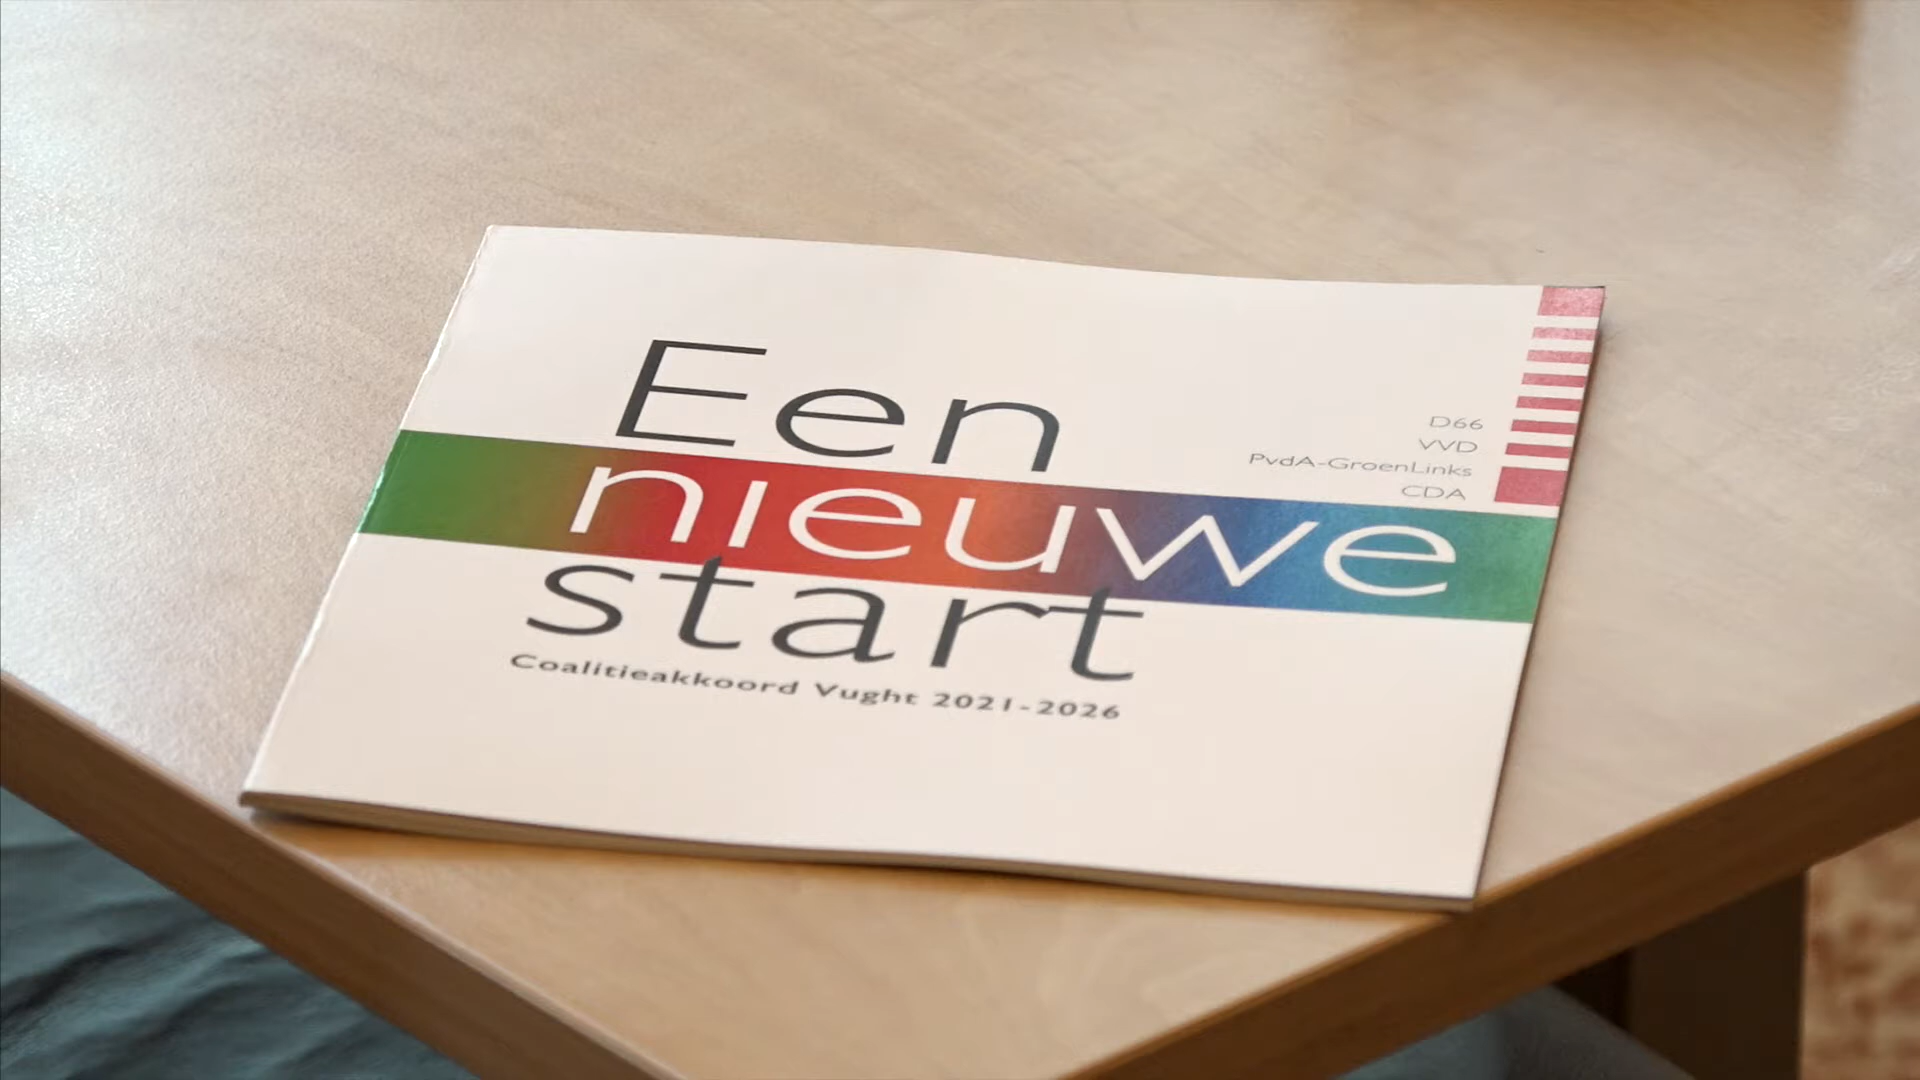 Een
nieuwe
start
Coalitieakkoord Vught 2021-2026
D66
VVD
PvdA-GroenLinks
CDA